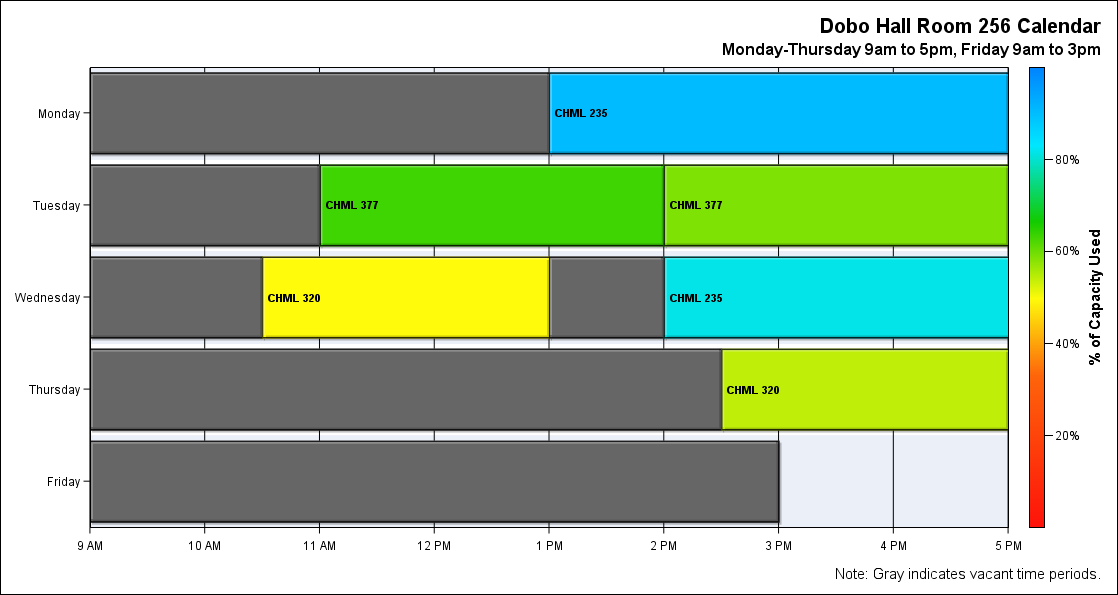 Dobo Hall Room 256 Calendar
Monday-Thursday 9am to 5pm, Friday 9am to 3pm
Monday
CHML 235
Tuesday
CHML 377
CHML 377
Wednesday
CHML 320
CHML 235
Thursday
CHML 320
Friday
9 AM
10 AM
11 AM
12 PM
1 PM
2 PM
3 PM
4 PM
5 PM
80%
60%
40%
20%
% of Capacity Used
Note: Gray indicates vacant time periods.